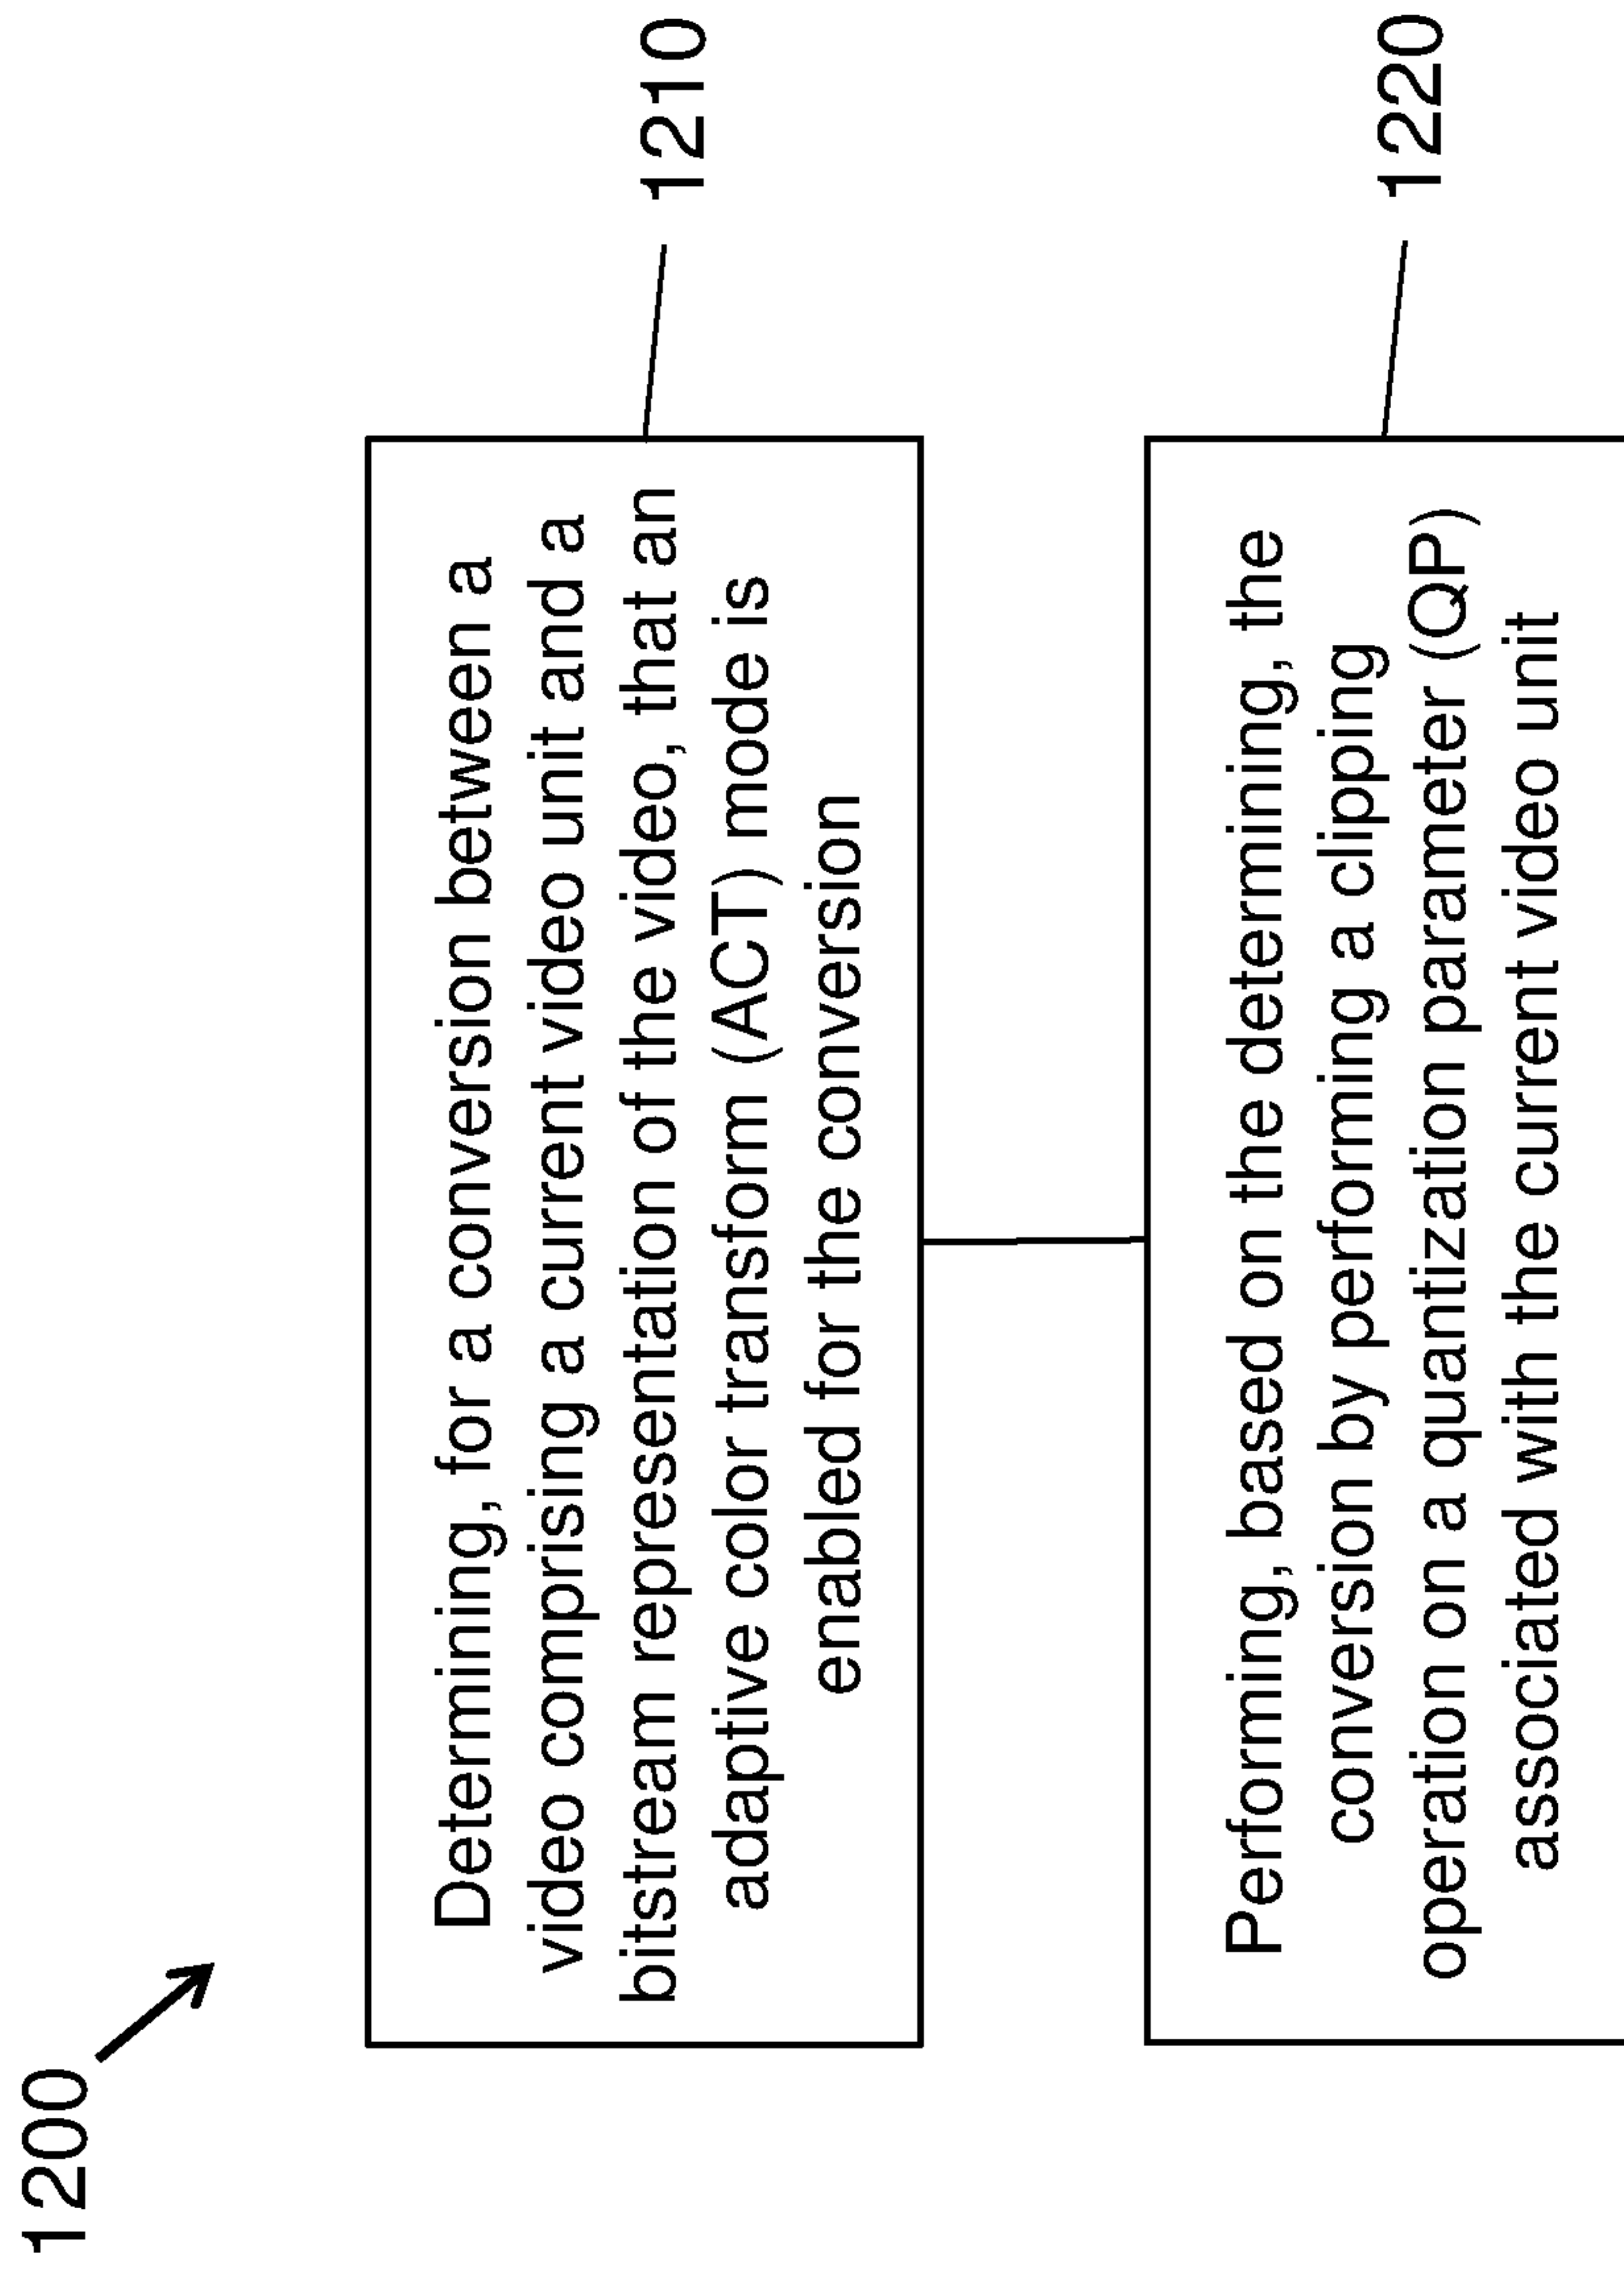 1200
Determining, for a conversion between a
video comprising a current video unit and a
bitstream representation of the video, that an
adaptive color transform (ACT) mode is
enabled for the conversion
1210
Performing, based on the determining, the
conversion by performing a clipping
operation on a quantization parameter (QP)
associated with the current video unit
1220